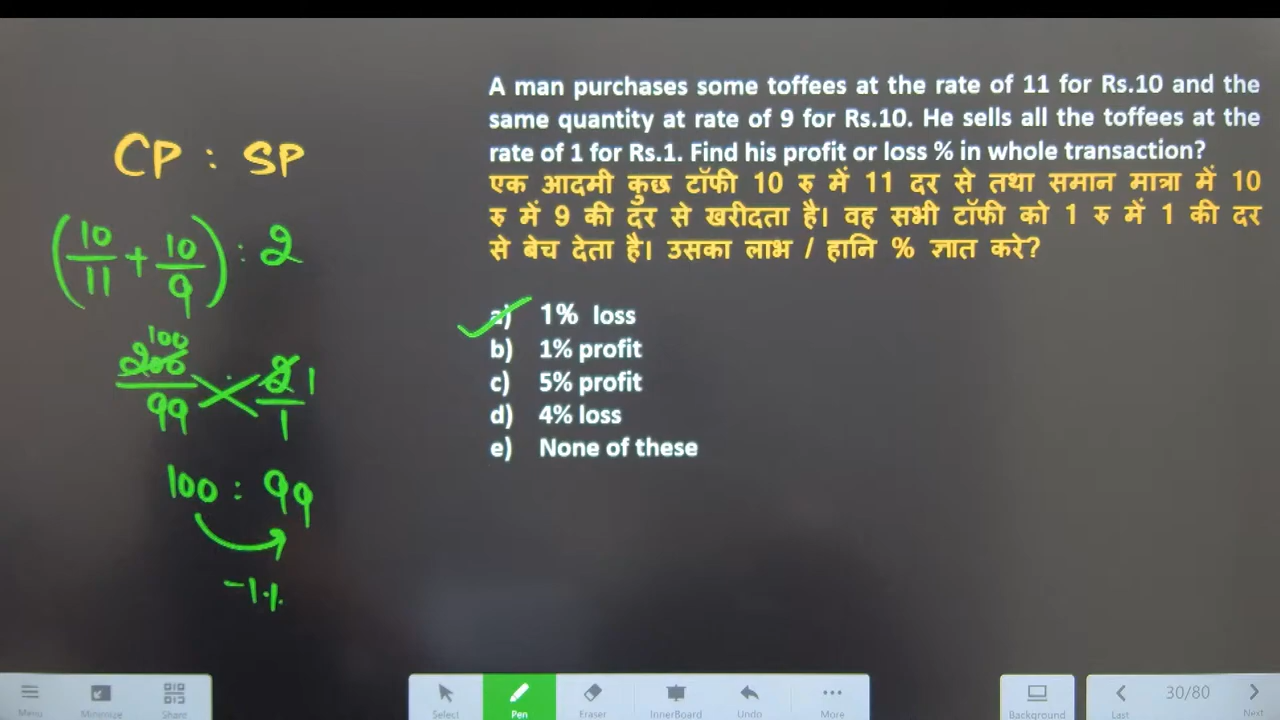 A man purchases some toffees at the rate of 11 for Rs.10 and the
same quantity at rate of 9 for Rs.10. He sells all the toffees at the
rate of 1 for Rs.1. Find his profit or loss % in whole transaction?
एक आदमी कुछ टॉफी 10 रु में 11 दर से तथा समान मात्रा में 10
रु में 9 की दर से खरीदता है। वह सभी टॉफी को 1 रु में 1 की दर
से बेच देता है। उसका लाभ / हानि % ज्ञात करे?
a) 1% loss
b) 1% profit
c) 5% profit
d) 4% loss
e) None of these
CP : SP
(10/11 + 10/9) : 2
100
200/99 2/1 1
100 : 99
-1%
Menu
Minimize
Share
Select
Pen
Eraser
InnerBoard
Undo
More
Background
Last
30/80
Next